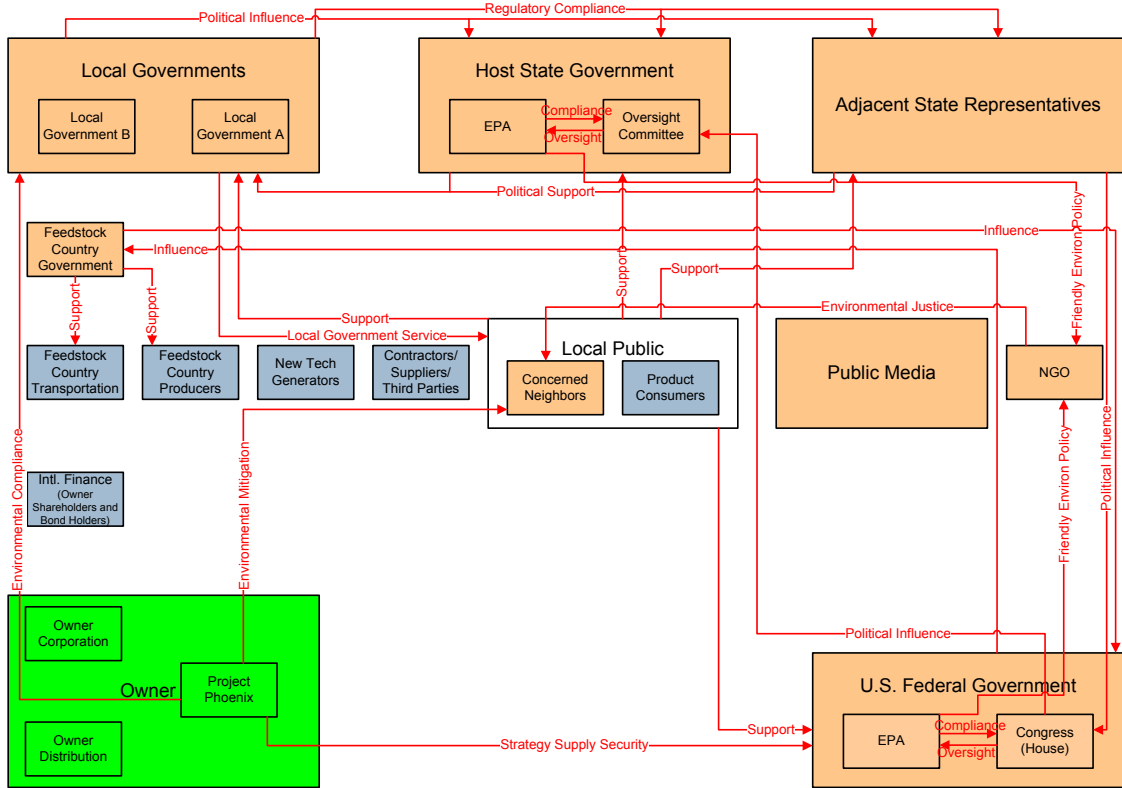 Political Influence
Regulatory Compliance
Local Governments
Host State Government
Adjacent State Representatives
Local
Government B
Local
Government A
EPA
Compliance
Oversight
Oversight
Committee
Political Support
Feedstock
Country
Government
Influence
Influence
Support
Support
Support
Support
Support
Friendly Environ Policy
Environmental Justice
Local Government Service
Feedstock
Country
Transportation
Feedstock
Country
Producers
New Tech
Generators
Contractors/
Suppliers/
Third Parties
Local Public
Concerned
Neighbors
Product
Consumers
Public Media
NGO
Environmental Compliance
Environmental Mitigation
Friendly Environ Policy
Political Influence
Intl. Finance
(Owner
Shareholders and
Bond Holders)
Owner
Corporation
Owner
Project
Phoenix
Owner
Distribution
Political Influence
U.S. Federal Government
Support
Strategy Supply Security
EPA
Compliance
Oversight
Congress
(House)